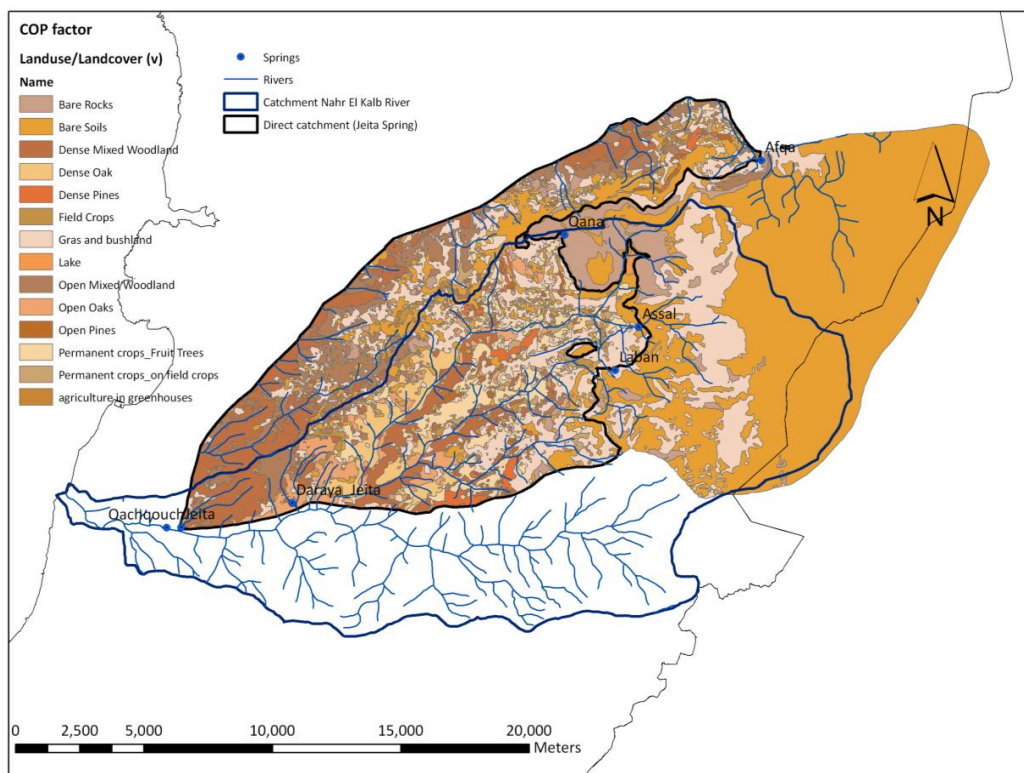 COP factor
Landuse/Landcover (v)
Name
Bare Rocks
Bare Soils
Dense Mixed Woodland
Dense Oak
Dense Pines
Field Crops
Gras and bushland
Lake
Open Mixed Woodland
Open Oaks
Open Pines
Permanent crops_Fruit Trees
Permanent crops_on field crops
agriculture in greenhouses
Springs
Rivers
Catchment Nahr El Kalb River
Direct catchment (Jeita Spring)
Afqa
N
Qana
Assal
Laban
Daraya_Jeita
Qachqouch
Jeita
0 2,500 5,000 10,000 15,000 20,000
Meters